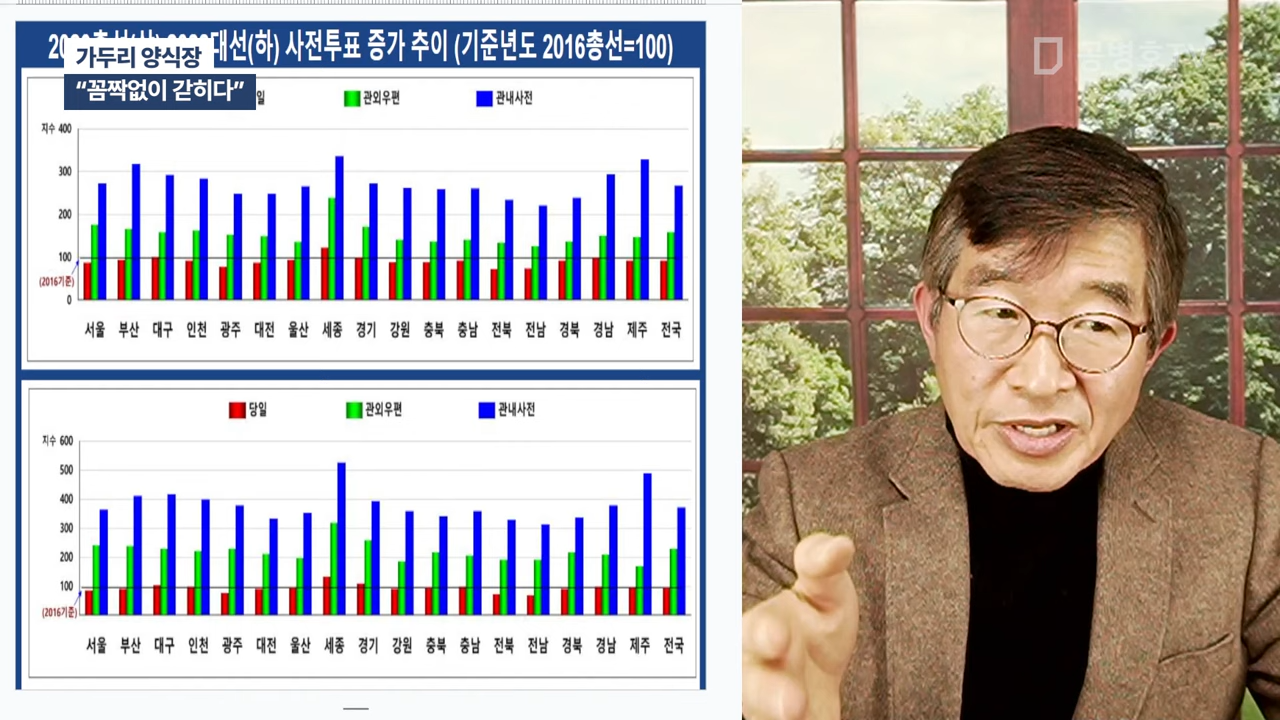 대선(하) 사전투표 증가 추이 (기준년도 2016총선=100)
가두리 양식장
“꼼짝없이 갇히다”
관외우편 관내사전
지수 400
300
200
100
(2016기준)
0
서울 부산 대구 인천 광주 대전 울산 세종 경기 강원 충북 충남 전북 전남 경북 경남 제주 전국
당일 관외우편 관내사전
지수 600
500
400
300
200
100
(2016기준)
서울 부산 대구 인천 광주 대전 울산 세종 경기 강원 충북 충남 전북 전남 경북 경남 제주 전국
공병호